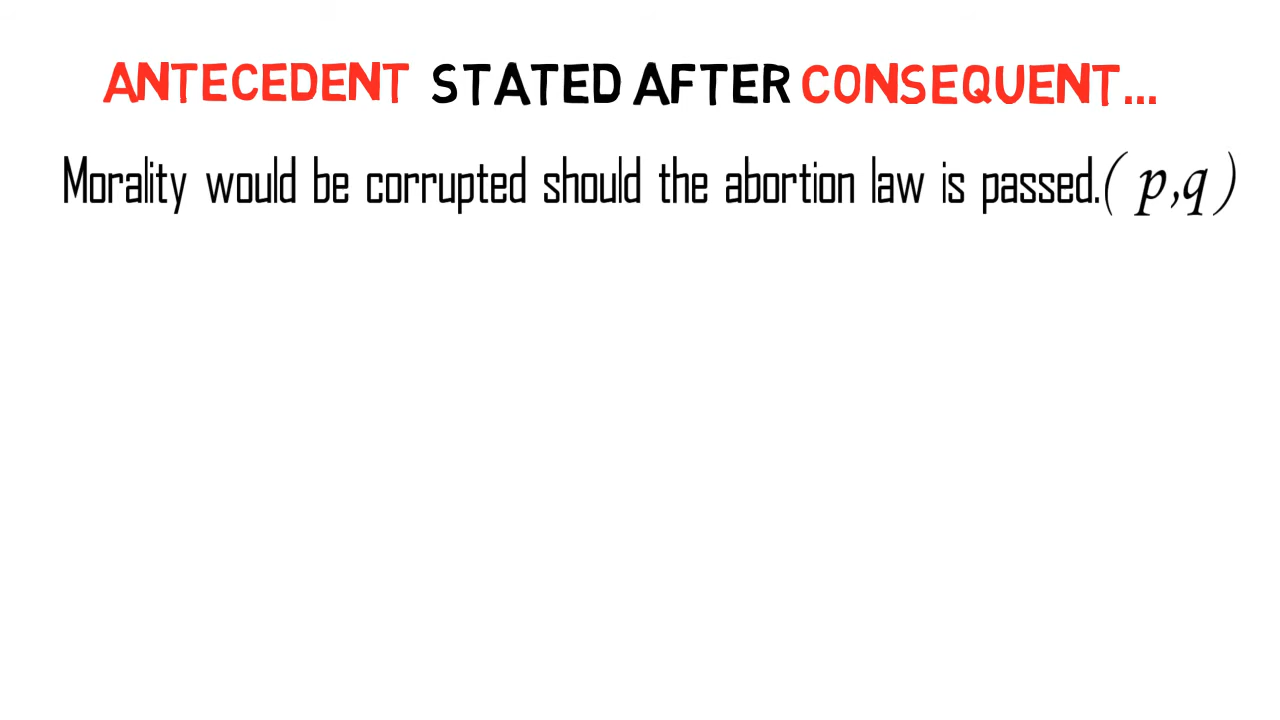 ANTECEDENT STATED AFTER CONSEQUENT...
Morality would be corrupted should the abortion law is passed.( p,q )